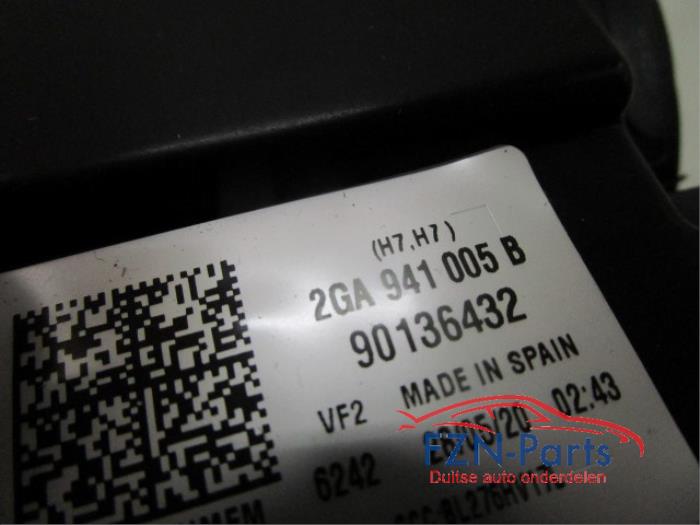 (H7,H7)
2GA 941 005 B
90136432
MADE IN SPAIN
VF2
02:43
6242
FZN-Parts
Duitse auto onderdelen